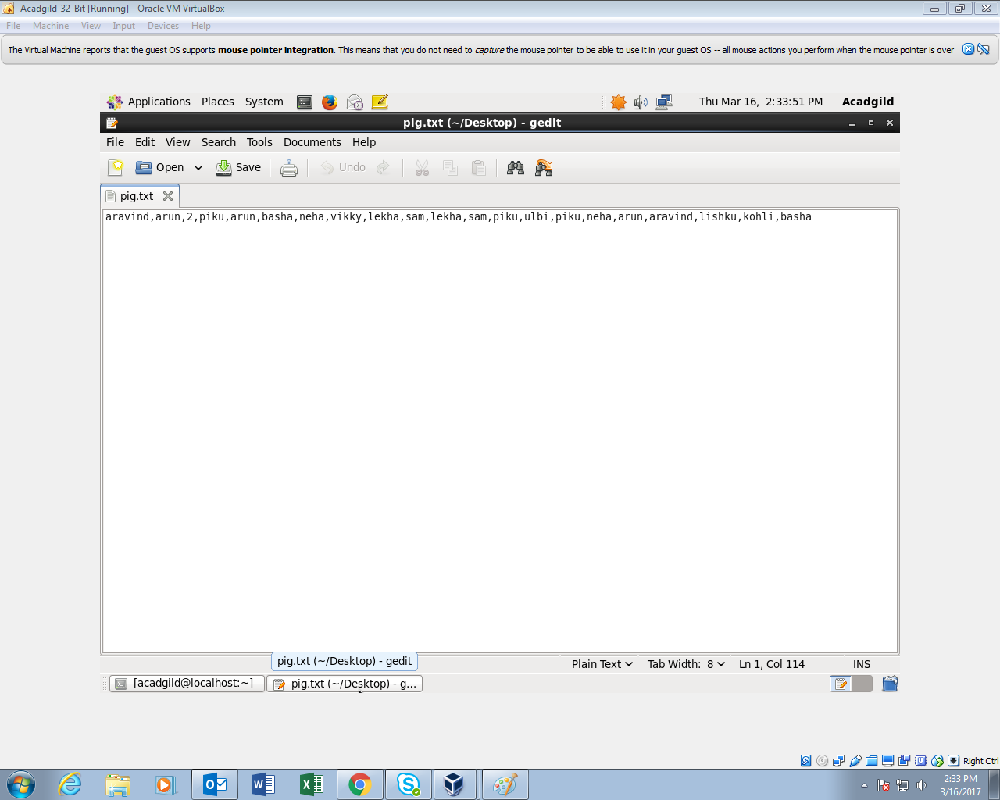 Acadgild_32_Bit [Running] - Oracle VM VirtualBox
File Machine View Input Devices Help
The Virtual Machine reports that the guest OS supports mouse pointer integration. This means that you do not need to capture the mouse pointer to be able to use it in your guest OS -- all mouse actions you perform when the mouse pointer is over
Applications Places System Thu Mar 16, 2:33:51 PM Acadgild
pig.txt (~/Desktop) - gedit
File Edit View Search Tools Documents Help
Open Save Undo
pig.txt
aravind,arun,2,piku,arun,basha,neha,vikky,lekha,sam,lekha,sam,piku,ulbi,piku,neha,arun,aravind,lishku,kohli,basha
pig.txt (~/Desktop) - gedit
Plain Text Tab Width: 8 Ln 1, Col 114 INS
[acadgild@localhost:~] pig.txt (~/Desktop) - g...
Right Ctrl
2:33 PM
3/16/2017